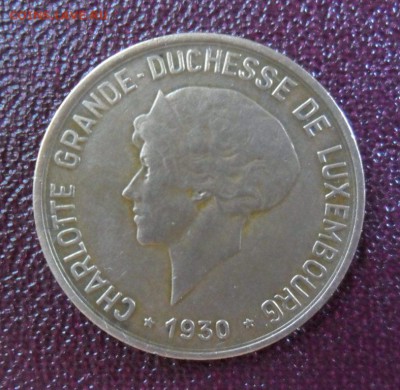 CHARLOTTE GRANDE-DUCHESSE DE LUXEMBOURG
* 1930 *